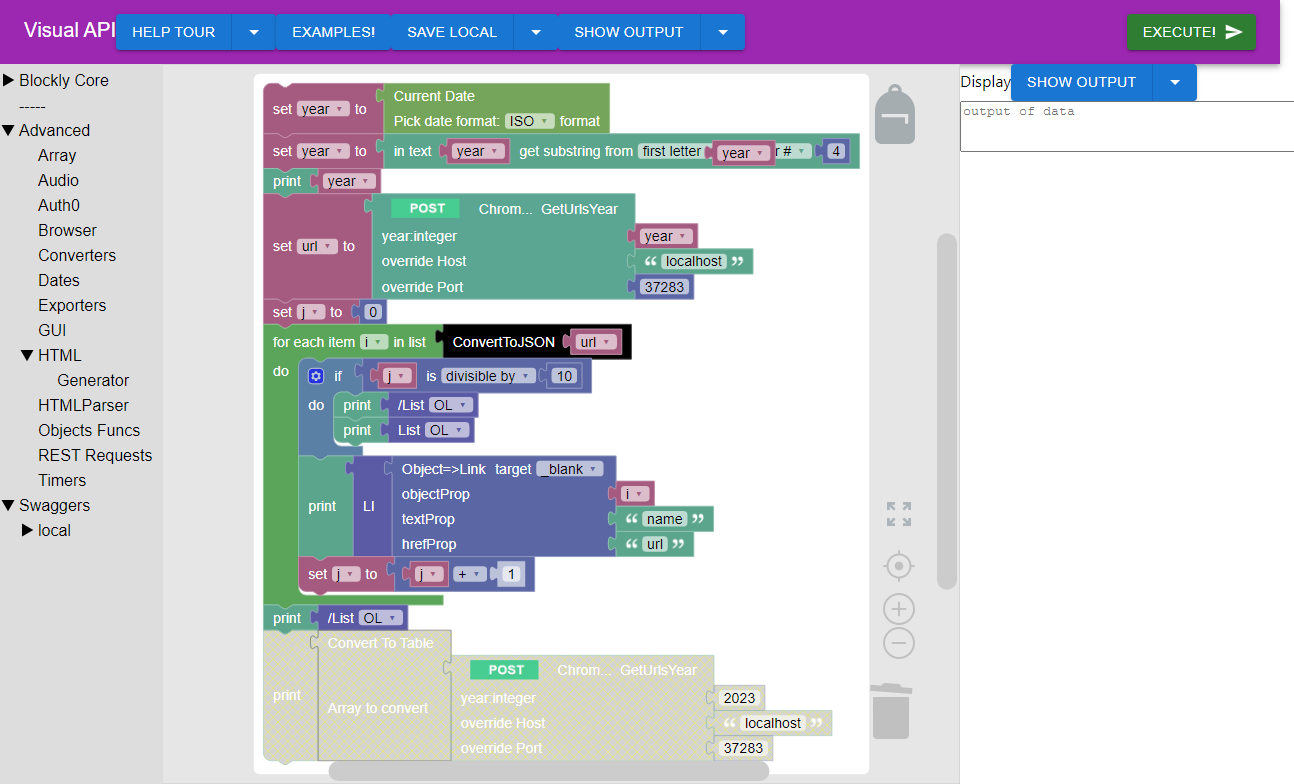 Visual API HELP TOUR EXAMPLES! SAVE LOCAL SHOW OUTPUT EXECUTE!
Blockly Core
-----
Advanced
Array
Audio
Auth0
Browser
Converters
Dates
Exporters
GUI
HTML
Generator
HTMLParser
Objects Funcs
REST Requests
Timers
Swaggers
local
set year to Current Date
Pick date format: ISO format
set year to in text year get substring from first letter year r # 4
print year
set url to POST Chrom... GetUrlsYear
year:integer year
override Host “ localhost ”
override Port 37283
set j to 0
for each item i in list ConvertToJSON url
do if j is divisible by 10
do print /List OL
print List OL
print LI Object=>Link target _blank
objectProp i
textProp “ name ”
hrefProp “ url ”
set j to j + 1
print /List OL
print Convert To Table
Array to convert
POST Chrom... GetUrlsYear
year:integer 2023
override Host “ localhost ”
override Port 37283
Display SHOW OUTPUT
output of data